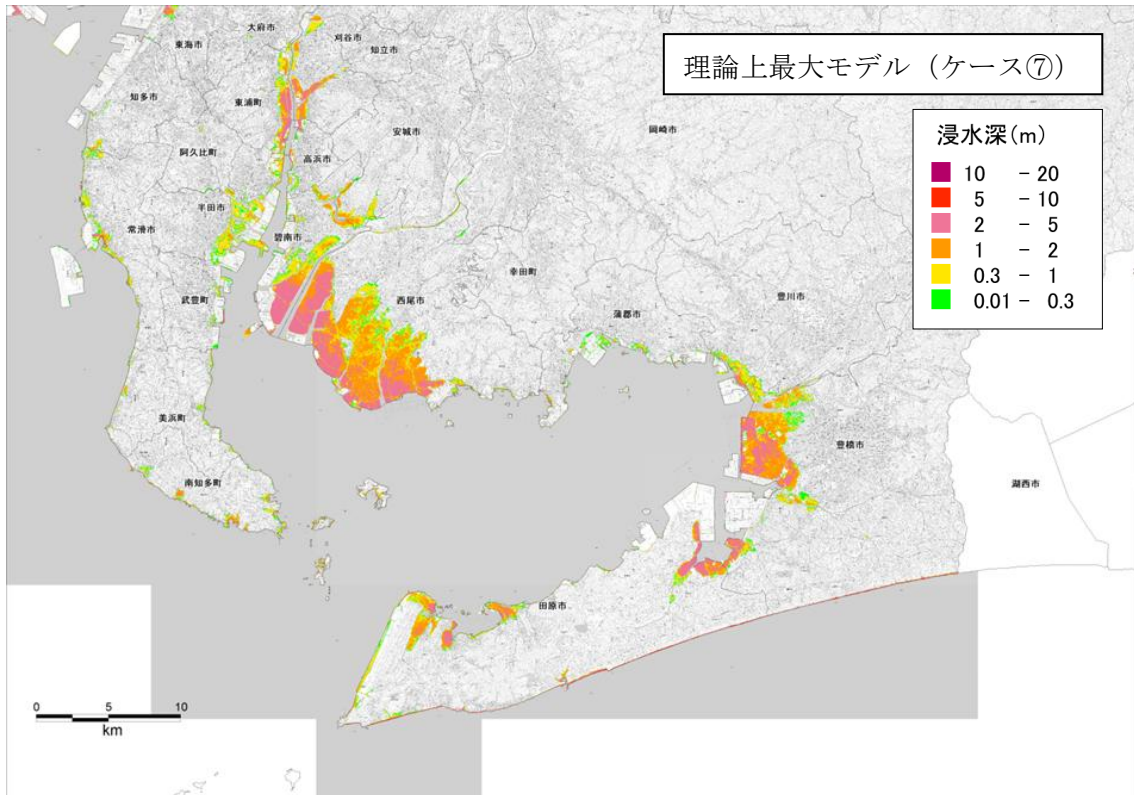 理論上最大モデル（ケース⑦）
浸水深(m)
10 - 20
5 - 10
2 - 5
1 - 2
0.3 - 1
0.01 - 0.3
大府市
東海市
刈谷市
知立市
知多市
東浦町
安城市
岡崎市
阿久比町
高浜市
半田市
常滑市
碧南市
幸田町
武豊町
西尾市
豊川市
蒲郡市
美浜町
豊橋市
南知多町
湖西市
田原市
0 5 10
km